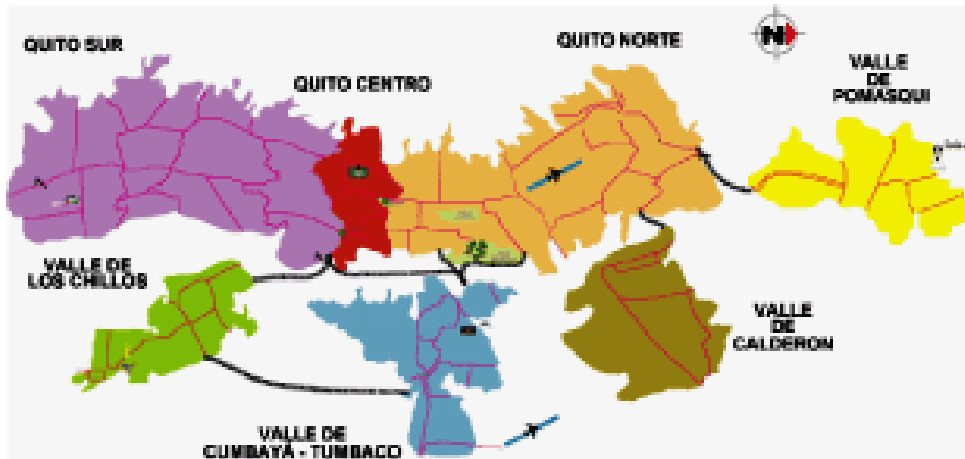 QUITO SUR
QUITO CENTRO
QUITO NORTE
N
VALLE
DE
POMASQUI
VALLE DE
LOS CHILLOS
VALLE
DE
CALDERON
VALLE DE
CUMBAYÁ - TUMBACO